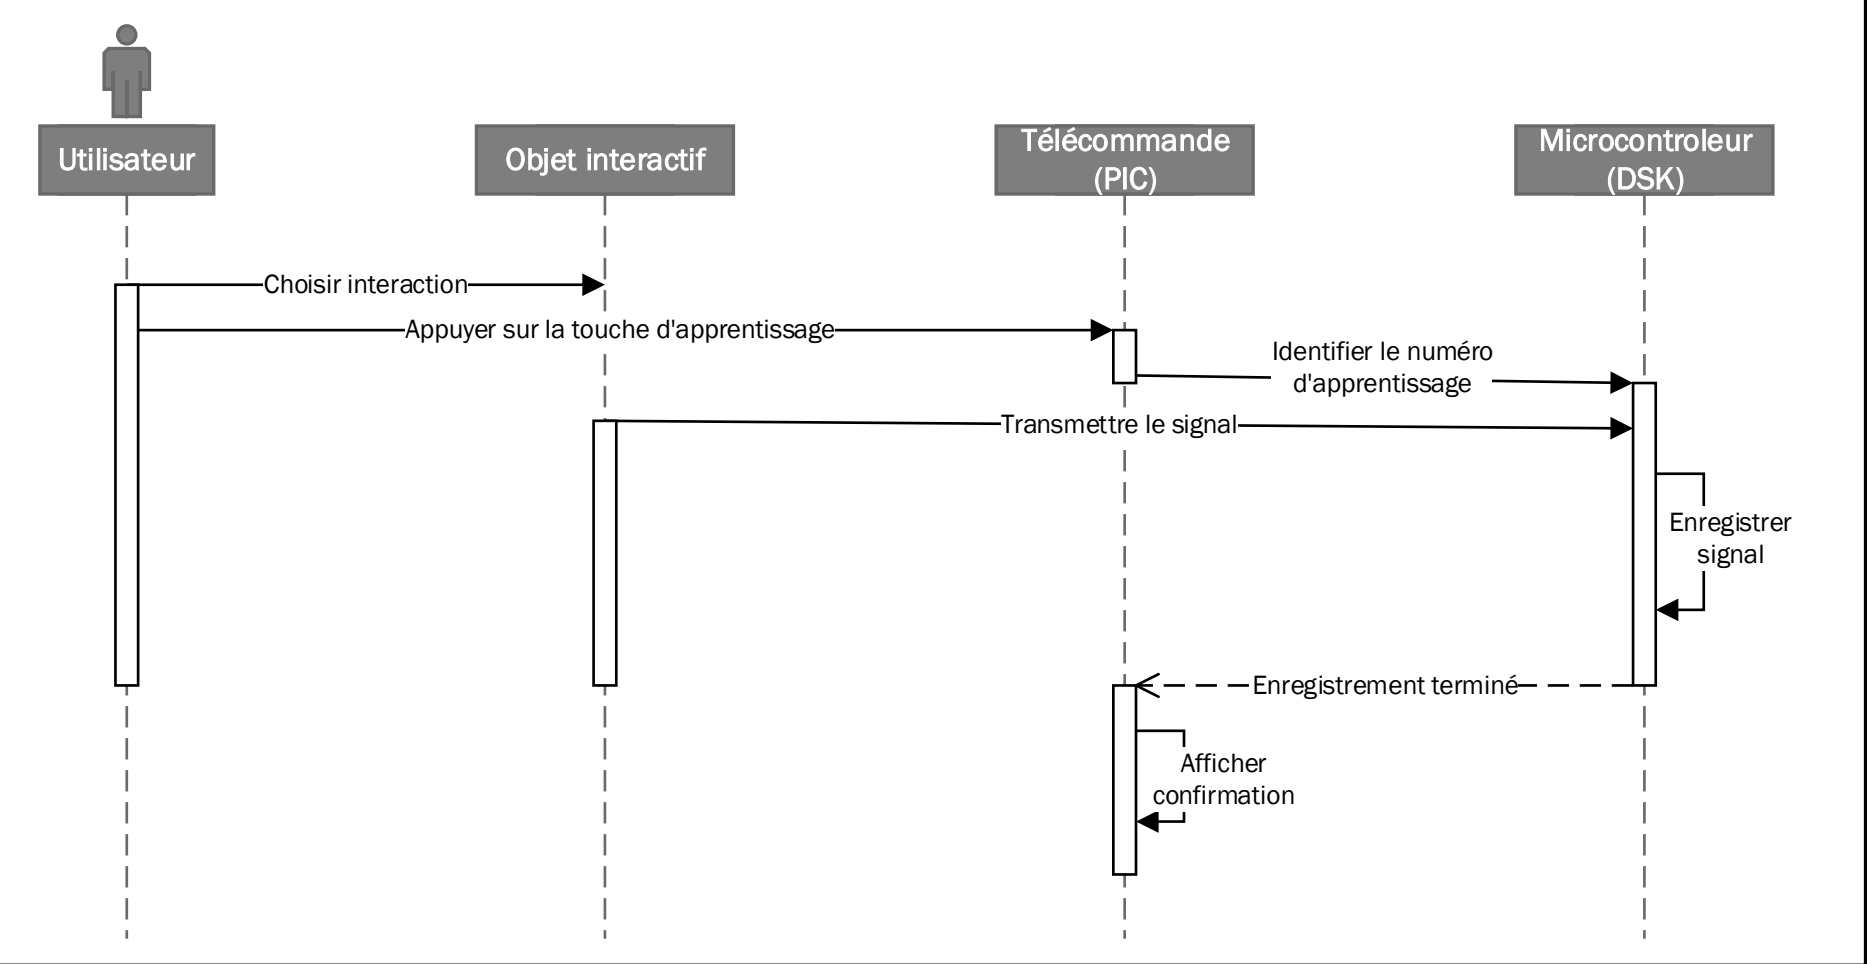 Utilisateur
Objet interactif
Télécommande
(PIC)
Microcontroleur
(DSK)
Choisir interaction
Appuyer sur la touche d'apprentissage
Identifier le numéro
d'apprentissage
Transmettre le signal
Enregistrer
signal
Enregistrement terminé
Afficher
confirmation